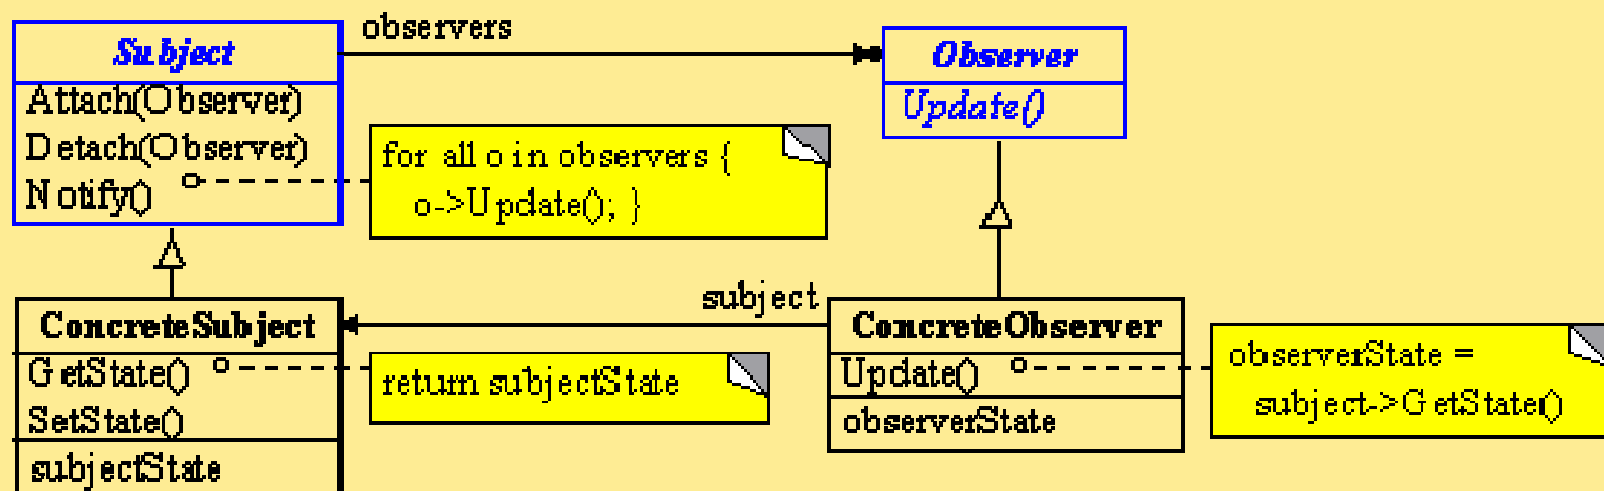 Subject
Attach(Observer)
Detach(Observer)
Notify()
observers
Observer
Update()
for all o in observers {
o->Update(); }
ConcreteSubject
GetState()
SetState()
subjectState
return subjectState
subject
ConcreteObserver
Update()
observerState
observerState =
subject->GetState()